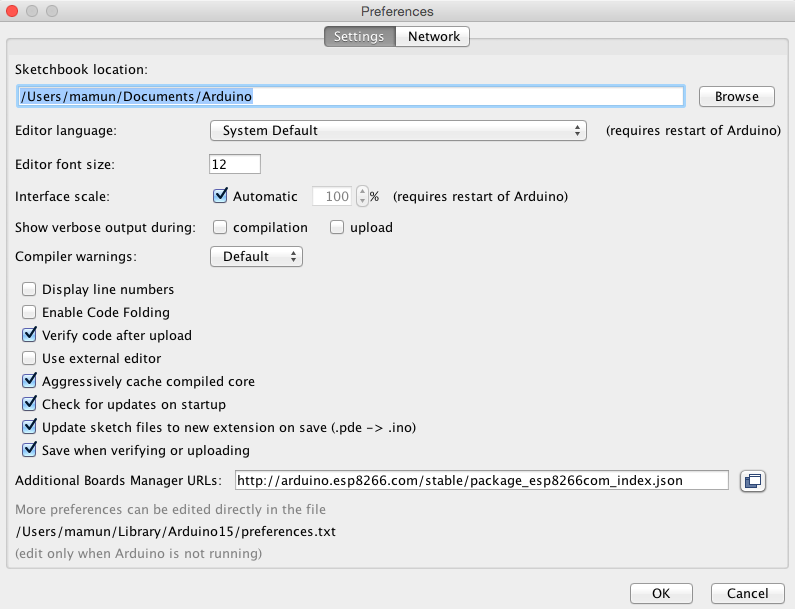 Preferences
Settings Network
Sketchbook location:
/Users/mamun/Documents/Arduino Browse
Editor language: System Default (requires restart of Arduino)
Editor font size: 12
Interface scale: Automatic 100 % (requires restart of Arduino)
Show verbose output during: compilation upload
Compiler warnings: Default
Display line numbers
Enable Code Folding
Verify code after upload
Use external editor
Aggressively cache compiled core
Check for updates on startup
Update sketch files to new extension on save (.pde -> .ino)
Save when verifying or uploading
Additional Boards Manager URLs: http://arduino.esp8266.com/stable/package_esp8266com_index.json
More preferences can be edited directly in the file
/Users/mamun/Library/Arduino15/preferences.txt
(edit only when Arduino is not running)
OK Cancel